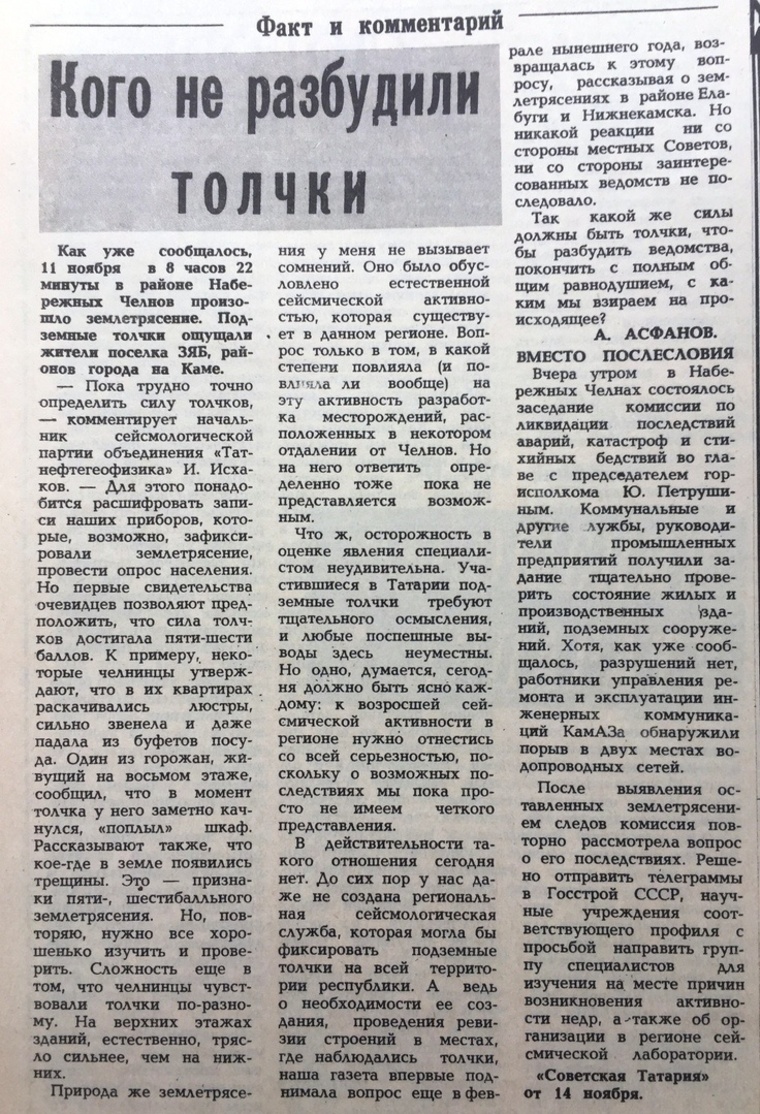 Факт и комментарий
Кого не разбудили
толчки
Как уже сообщалось,
11 ноября в 8 часов 22
минуты в районе Набе-
режных Челнов произо-
шло землетрясение. Под-
земные толчки ощущали
жители поселка ЗЯБ, рай-
онов города на Каме.
— Пока трудно точно
определить силу толчков,
— комментирует началь-
ник сейсмологической
партии объединения «Тат-
нефтегеофизика» И. Исха-
ков. — Для этого понадо-
бится расшифровать запи-
си наших приборов, кото-
рые, возможно, зафикси-
ровали землетрясение,
провести опрос населения.
Но первые свидетельства
очевидцев позволяют пред-
положить, что сила толч-
ков достигала пяти-шести
баллов. К примеру, неко-
торые челнинцы утверж-
дают, что в их квартирах
раскачивались люстры,
сильно звенела и даже
падала из буфетов посу-
да. Один из горожан, жи-
вущий на восьмом этаже,
сообщил, что в момент
толчка у него заметно кач-
нулся, «поплыл» шкаф.
Рассказывают также, что
кое-где в земле появились
трещины. Это — призна-
ки пяти-, шестибалльного
землетрясения. Но, пов-
торяю, нужно все хоро-
шенько изучить и прове-
рить. Сложность еще в
том, что челнинцы чувст-
вовали толчки по-разно-
му. На верхних этажах
зданий, естественно, тряс-
ло сильнее, чем на ниж-
них.
Природа же землетрясе-
ния у меня не вызывает
сомнений. Оно было обус-
ловлено естественной
сейсмической активно-
стью, которая существу-
ет в данном регионе. Воп-
рос только в том, в какой
степени повлияла (и по-
влияла ли вообще) на
эту активность разработ-
ка месторождений, рас-
положенных в некотором
отдалении от Челнов. Но
на него ответить опре-
деленно тоже пока не
представляется возмож-
ным.
Что ж, осторожность в
оценке явления специали-
стом неудивительна. Уча-
стившиеся в Татарии под-
земные толчки требуют
тщательного осмысления,
и любые поспешные вы-
воды здесь неуместны.
Но одно, думается, сегод-
ня должно быть ясно каж-
дому: к возросшей сей-
смической активности в
регионе нужно отнестись
со всей серьезностью, по-
скольку о возможных по-
следствиях мы пока про-
сто не имеем четкого
представления.
В действительности та-
кого отношения сегодня
нет. До сих пор у нас да-
же не создана региональ-
ная сейсмологическая
служба, которая могла бы
фиксировать подземные
толчки на всей террито-
рии республики. А ведь
о необходимости ее соз-
дания, проведения реви-
зии строений в местах,
где наблюдались толчки,
наша газета впервые под-
нимала вопрос еще в фев-
рале нынешнего года, воз-
вращалась к этому воп-
росу, рассказывая о зем-
летрясениях в районе Ела-
буги и Нижнекамска. Но
никакой реакции ни со
стороны местных Советов,
ни со стороны заинтере-
сованных ведомств не по-
следовало.
Так какой же силы
должны быть толчки, что-
бы разбудить ведомства,
покончить с полным об-
щим равнодушием, с ка-
ким мы взираем на про-
исходящее?
А. АСФАНОВ.
ВМЕСТО ПОСЛЕСЛОВИЯ
Вчера утром в Набе-
режных Челнах состоялось
заседание комиссии по
ликвидации последствий
аварий, катастроф и сти-
хийных бедствий во гла-
ве с председателем гор-
исполкома Ю. Петруши-
ным. Коммунальные и
другие службы, руководи-
тели промышленных
предприятий получили за-
дание тщательно прове-
рить состояние жилых и
производственных зда-
ний, подземных сооруже-
ний. Хотя, как уже сооб-
щалось, разрушений нет,
работники управления ре-
монта и эксплуатации ин-
женерных коммуника-
ций КамАЗа обнаружили
порыв в двух местах во-
допроводных сетей.
После выявления ос-
тавленных землетрясени-
ем следов комиссия пов-
торно рассмотрела вопрос
о его последствиях. Реше-
но отправить телеграммы
в Госстрой СССР, науч-
ные учреждения соот-
ветствующего профиля с
просьбой направить груп-
пу специалистов для
изучения на месте причин
возникновения активно-
сти недр, а также об ор-
ганизации в регионе сей-
смической лаборатории.
«Советская Татария»
от 14 ноября.